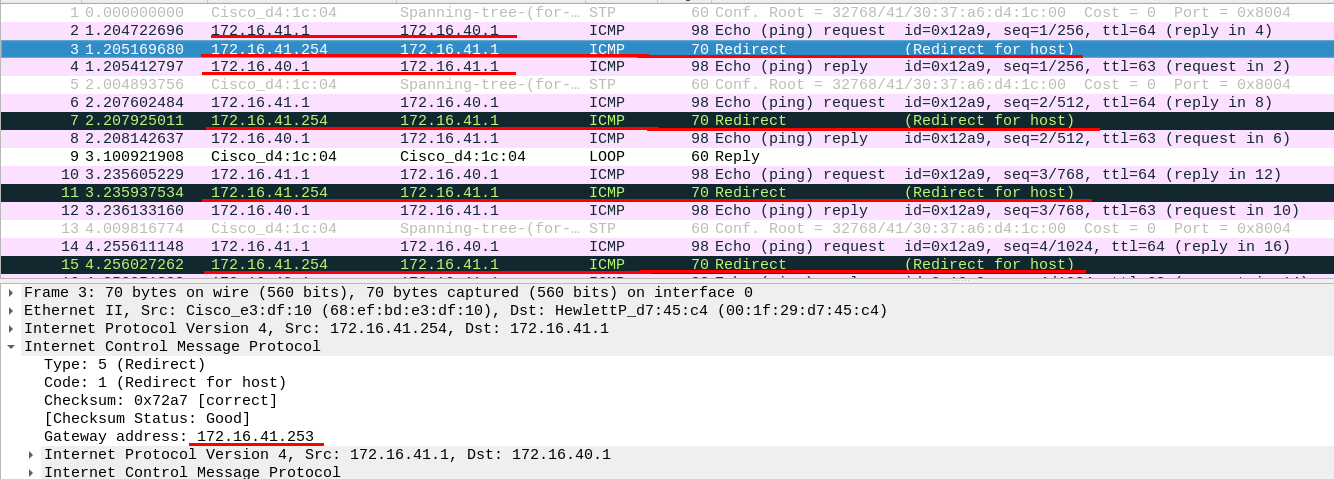 1 0.000000000 Cisco_d4:1c:04 Spanning-tree-(for-… STP 60 Conf. Root = 32768/41/30:37:a6:d4:1c:00 Cost = 0 Port = 0x8004
2 1.204722696 172.16.41.1 172.16.40.1 ICMP 98 Echo (ping) request id=0x12a9, seq=1/256, ttl=64 (reply in 4)
3 1.205169680 172.16.41.254 172.16.41.1 ICMP 70 Redirect (Redirect for host)
4 1.205412797 172.16.40.1 172.16.41.1 ICMP 98 Echo (ping) reply id=0x12a9, seq=1/256, ttl=63 (request in 2)
5 2.004893756 Cisco_d4:1c:04 Spanning-tree-(for-… STP 60 Conf. Root = 32768/41/30:37:a6:d4:1c:00 Cost = 0 Port = 0x8004
6 2.207602484 172.16.41.1 172.16.40.1 ICMP 98 Echo (ping) request id=0x12a9, seq=2/512, ttl=64 (reply in 8)
7 2.207925011 172.16.41.254 172.16.41.1 ICMP 70 Redirect (Redirect for host)
8 2.208142637 172.16.40.1 172.16.41.1 ICMP 98 Echo (ping) reply id=0x12a9, seq=2/512, ttl=63 (request in 6)
9 3.100921908 Cisco_d4:1c:04 Cisco_d4:1c:04 LOOP 60 Reply
10 3.235605229 172.16.41.1 172.16.40.1 ICMP 98 Echo (ping) request id=0x12a9, seq=3/768, ttl=64 (reply in 12)
11 3.235937534 172.16.41.254 172.16.41.1 ICMP 70 Redirect (Redirect for host)
12 3.236133160 172.16.40.1 172.16.41.1 ICMP 98 Echo (ping) reply id=0x12a9, seq=3/768, ttl=63 (request in 10)
13 4.009816774 Cisco_d4:1c:04 Spanning-tree-(for-… STP 60 Conf. Root = 32768/41/30:37:a6:d4:1c:00 Cost = 0 Port = 0x8004
14 4.255611148 172.16.41.1 172.16.40.1 ICMP 98 Echo (ping) request id=0x12a9, seq=4/1024, ttl=64 (reply in 16)
15 4.256027262 172.16.41.254 172.16.41.1 ICMP 70 Redirect (Redirect for host)
Frame 3: 70 bytes on wire (560 bits), 70 bytes captured (560 bits) on interface 0
Ethernet II, Src: Cisco_e3:df:10 (68:ef:bd:e3:df:10), Dst: HewlettP_d7:45:c4 (00:1f:29:d7:45:c4)
Internet Protocol Version 4, Src: 172.16.41.254, Dst: 172.16.41.1
Internet Control Message Protocol
Type: 5 (Redirect)
Code: 1 (Redirect for host)
Checksum: 0x72a7 [correct]
[Checksum Status: Good]
Gateway address: 172.16.41.253
Internet Protocol Version 4, Src: 172.16.41.1, Dst: 172.16.40.1
Internet Control Message Protocol